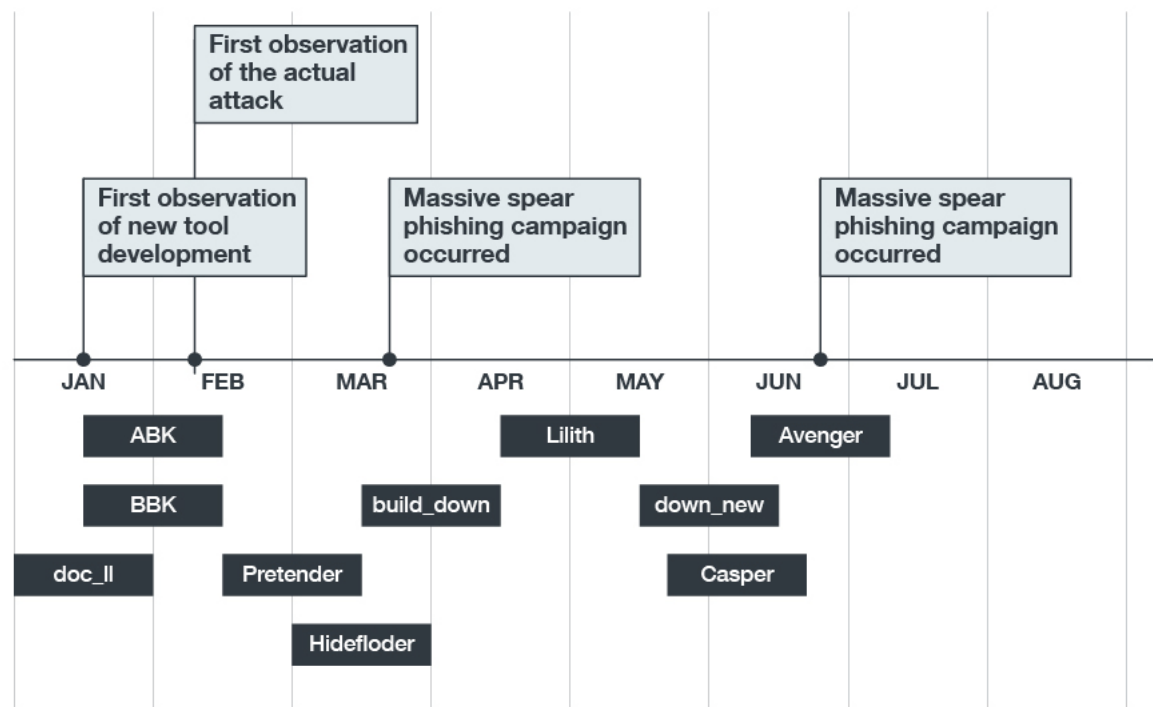 First observation
of the actual
attack
First observation
of new tool
development
Massive spear
phishing campaign
occurred
Massive spear
phishing campaign
occurred
JAN FEB MAR APR MAY JUN JUL AUG
ABK Lilith Avenger
BBK build_down down_new
doc_ll Pretender Casper
Hidefloder